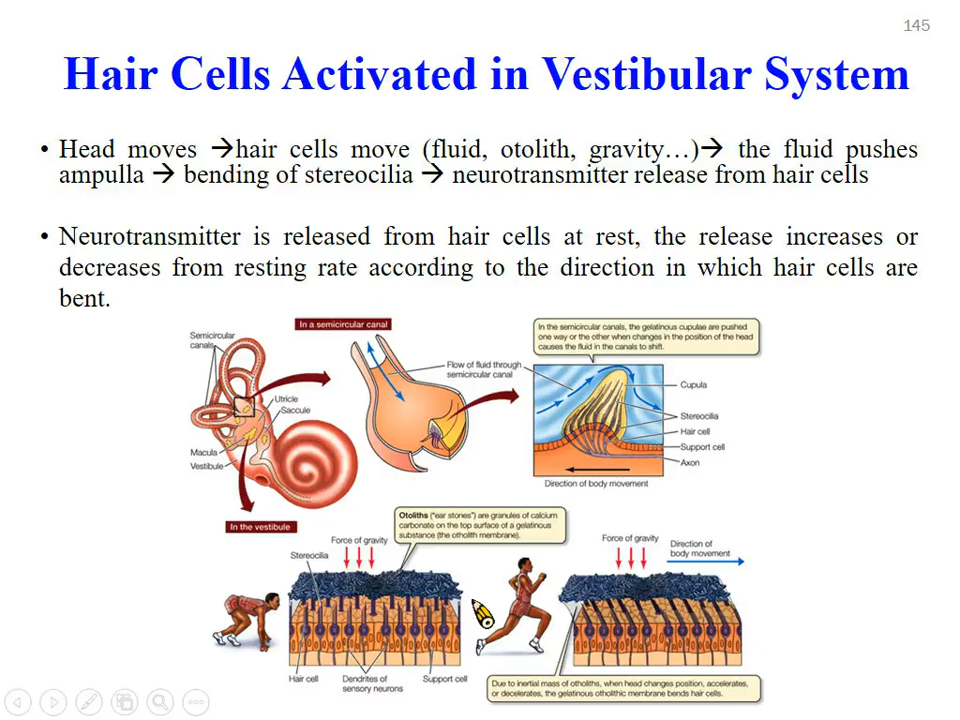 145
Hair Cells Activated in Vestibular System
• Head moves →hair cells move (fluid, otolith, gravity…)→ the fluid pushes
ampulla → bending of stereocilia → neurotransmitter release from hair cells
• Neurotransmitter is released from hair cells at rest, the release increases or
decreases from resting rate according to the direction in which hair cells are
bent.
Semicircular
canals
Utricle
Saccule
Macula
Vestibule
In a semicircular canal
Flow of fluid through
semicircular canal
In the semicircular canals, the gelatinous cupulae are pushed
one way or the other when changes in the position of the head
causes the fluid in the canals to shift.
Cupula
Stereocilia
Hair cell
Support cell
Axon
Direction of body movement
In the vestibule
Otoliths ("ear stones") are granules of calcium
carbonate on the top surface of a gelatinous
substance (the otholith membrane).
Force of gravity
Stereocilia
Hair cell
Dendrites of
sensory neurons
Support cell
Force of gravity
Direction of
body movement
Due to inertial mass of otoliths, when head changes position, accelerates,
or decelerates, the gelatinous otholithic membrane bends hair cells.